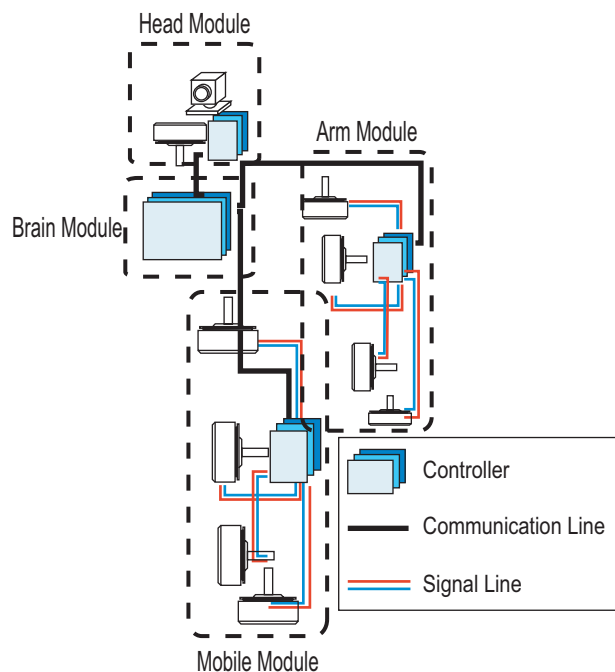 Head Module
Arm Module
Brain Module
Controller
Communication Line
Signal Line
Mobile Module